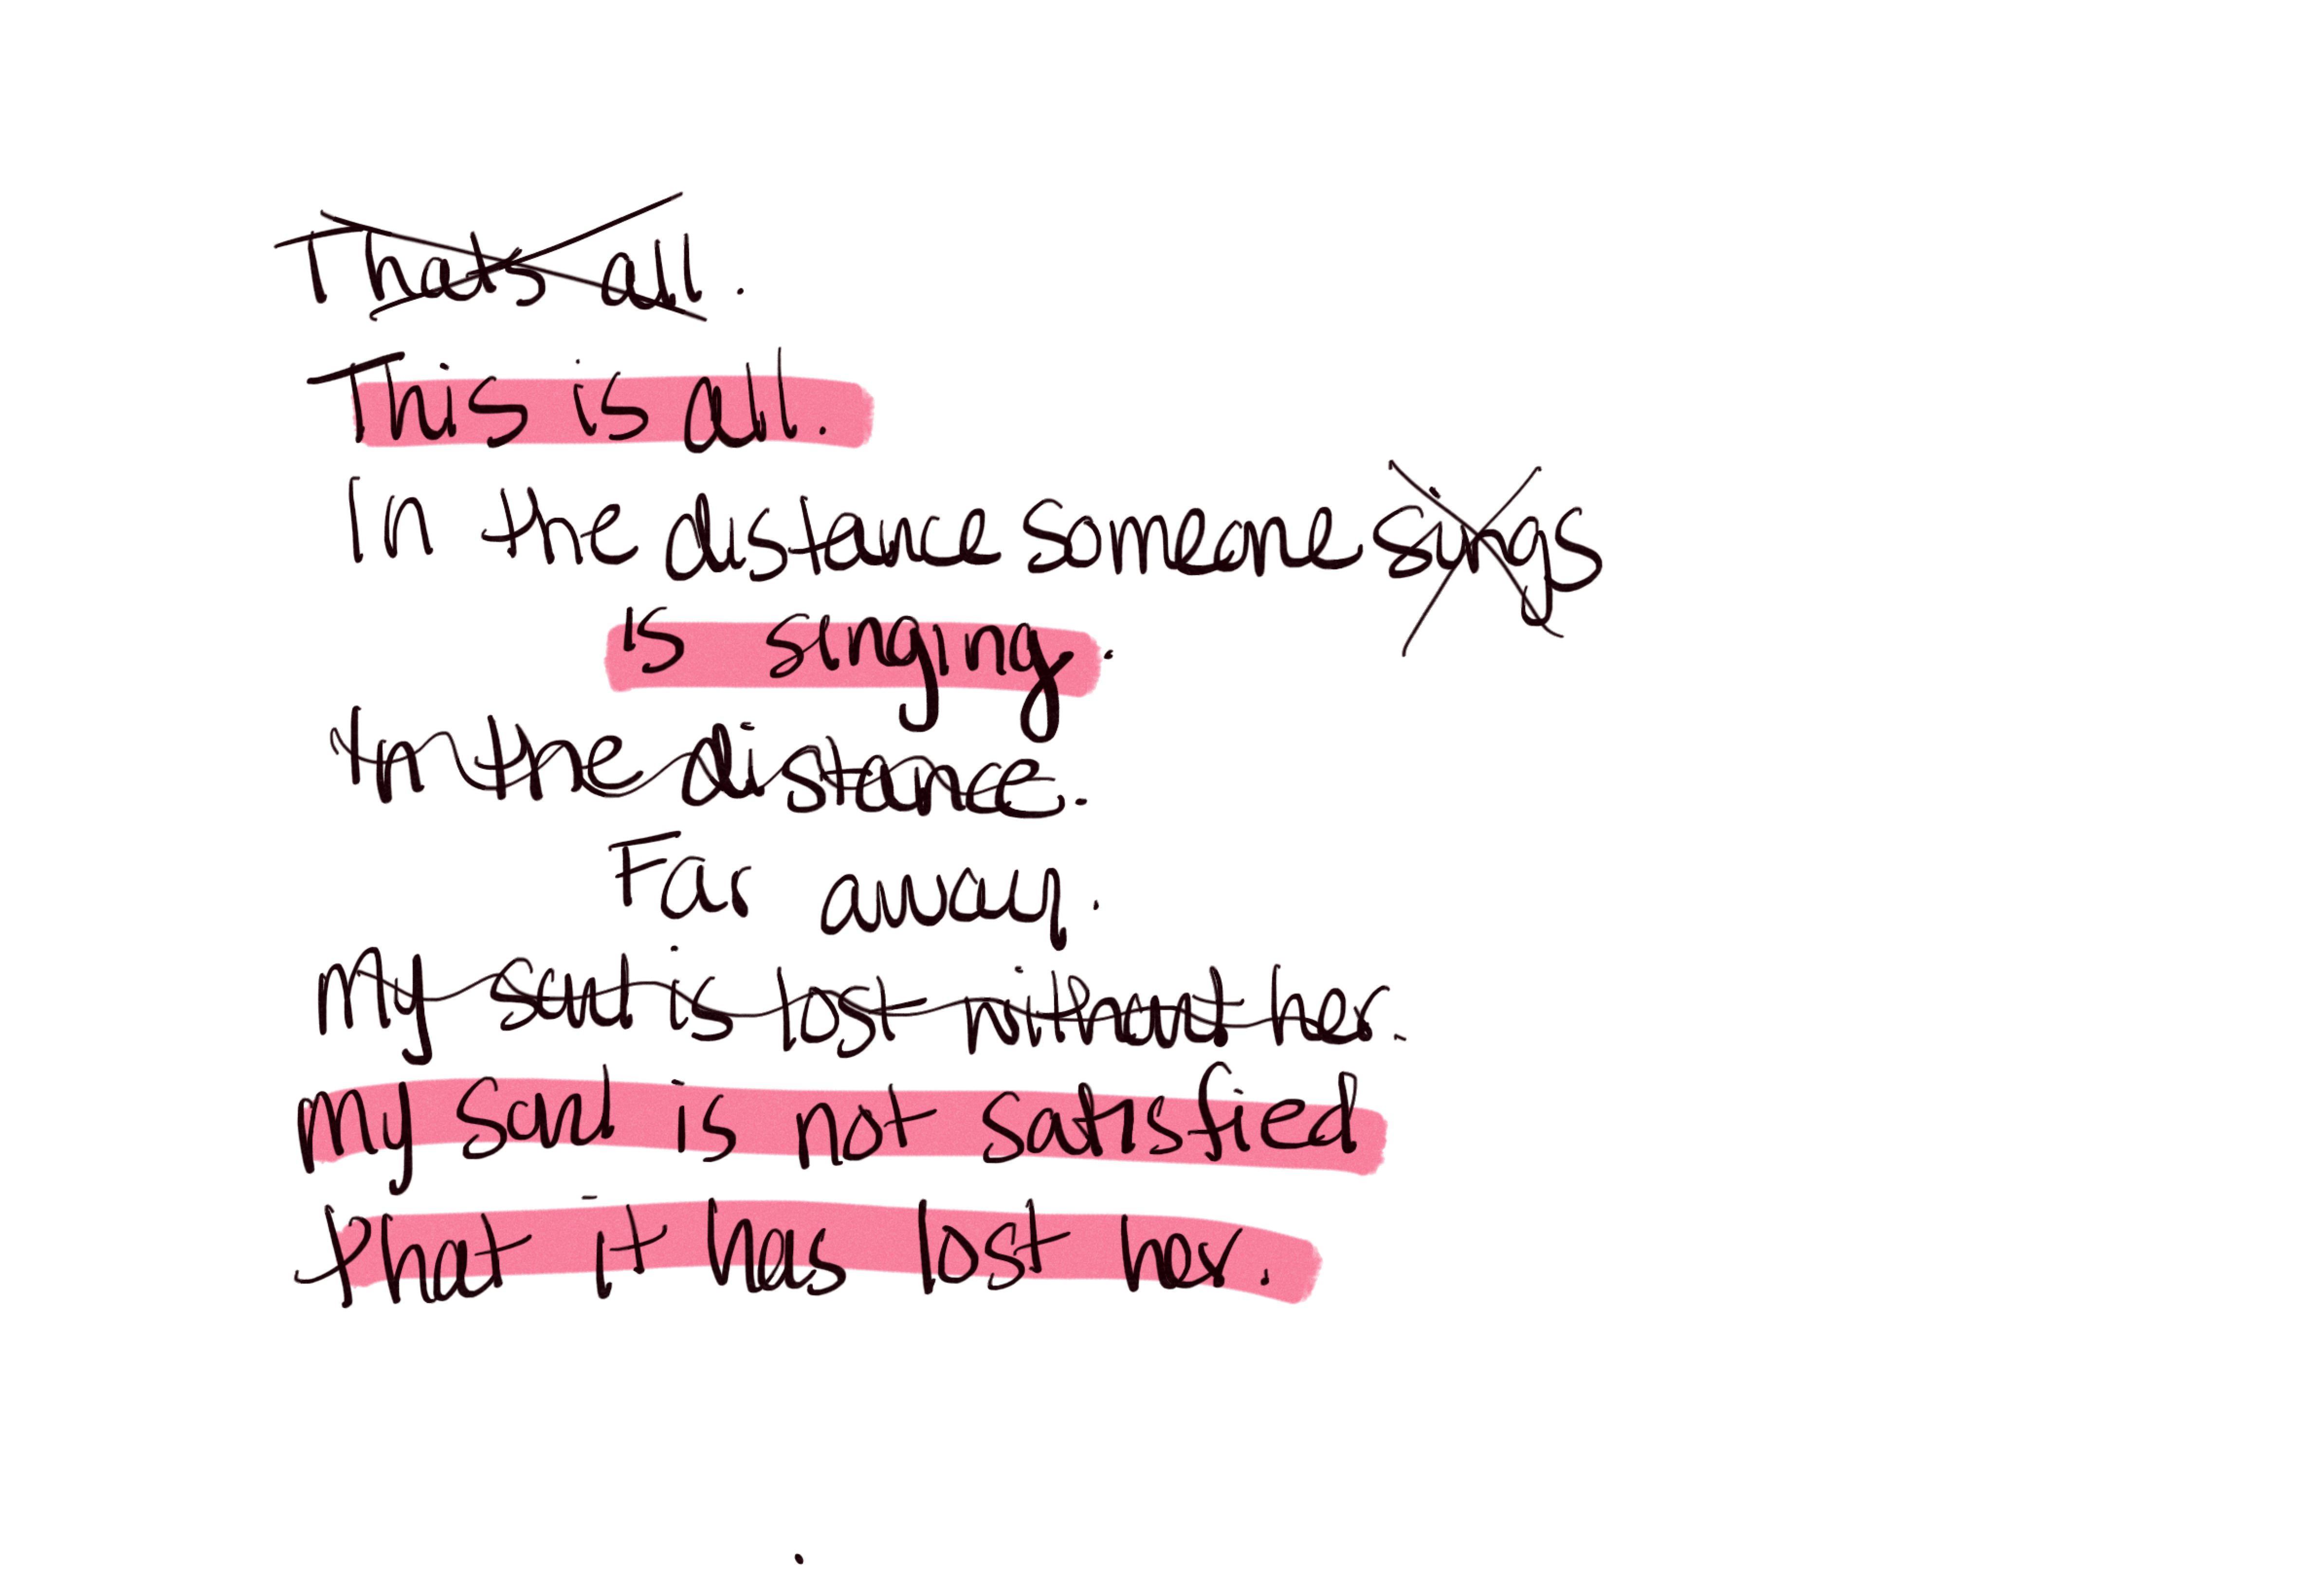 Thats all.
This is all.
In the distance someone sings
is singing.
In the distance.
Far away.
My soul is lost without her.
My soul is not satisfied
that it has lost her.